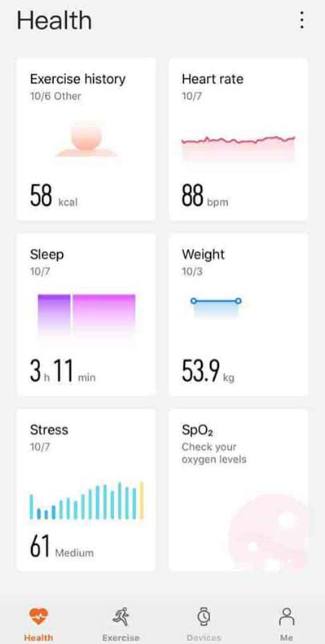 Health
Exercise history
10/6 Other
58 kcal
Heart rate
10/7
88 bpm
Sleep
10/7
3 h 11 min
Weight
10/3
53.9 kg
Stress
10/7
61 Medium
SpO₂
Check your
oxygen levels
Health
Exercise
Devices
Me